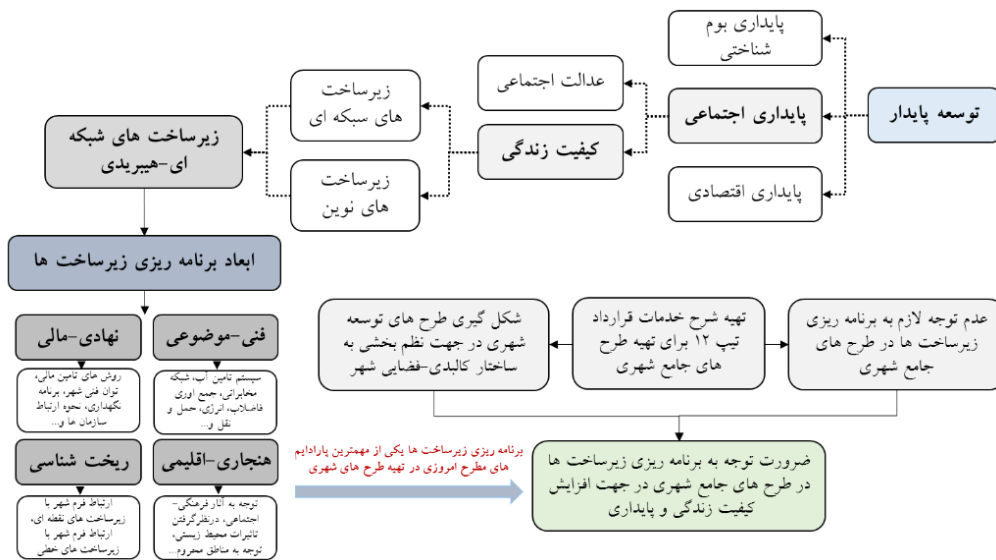 توسعه پایدار
پایداری بوم
شناختی
پایداری اجتماعی
پایداری اقتصادی
عدالت اجتماعی
کیفیت زندگی
زیرساخت
های سبکه ای
زیرساخت
های نوین
زیرساخت های شبکه
ای-هیبریدی
ابعاد برنامه ریزی زیرساخت ها
فنی-موضوعی
سیستم تامین آب، شبکه
مخابراتی، جمع اوری
فاضلاب، انرژی، حمل و
نقل و...
نهادی-مالی
روش های تامین مالی،
توان فنی شهر، برنامه
نگهداری، نحوه ارتباط
سازمان ها و...
هنجاری-اقلیمی
توجه به آثار فرهنگی-
اجتماعی، درنظرگرفتن
تاثیرات محیط زیستی،
توجه به مناطق محروم...
ریخت شناسی
ارتباط فرم شهر با
زیرساخت های نقطه ای،
ارتباط فرم شهر با
زیرساخت های خطی
عدم توجه لازم به برنامه ریزی
زیرساخت ها در طرح های
جامع شهری
تهیه شرح خدمات قرارداد
تیپ ۱۲ برای تهیه طرح
های جامع شهری
شکل گیری طرح های توسعه
شهری در جهت نظم بخشی به
ساختار کالبدی-فضایی شهر
برنامه ریزی زیرساخت ها یکی از مهمترین پارادایم
های مطرح امروزی در تهیه طرح های شهری
ضرورت توجه به برنامه ریزی زیرساخت ها
در طرح های جامع شهری در جهت افزایش
کیفیت زندگی و پایداری